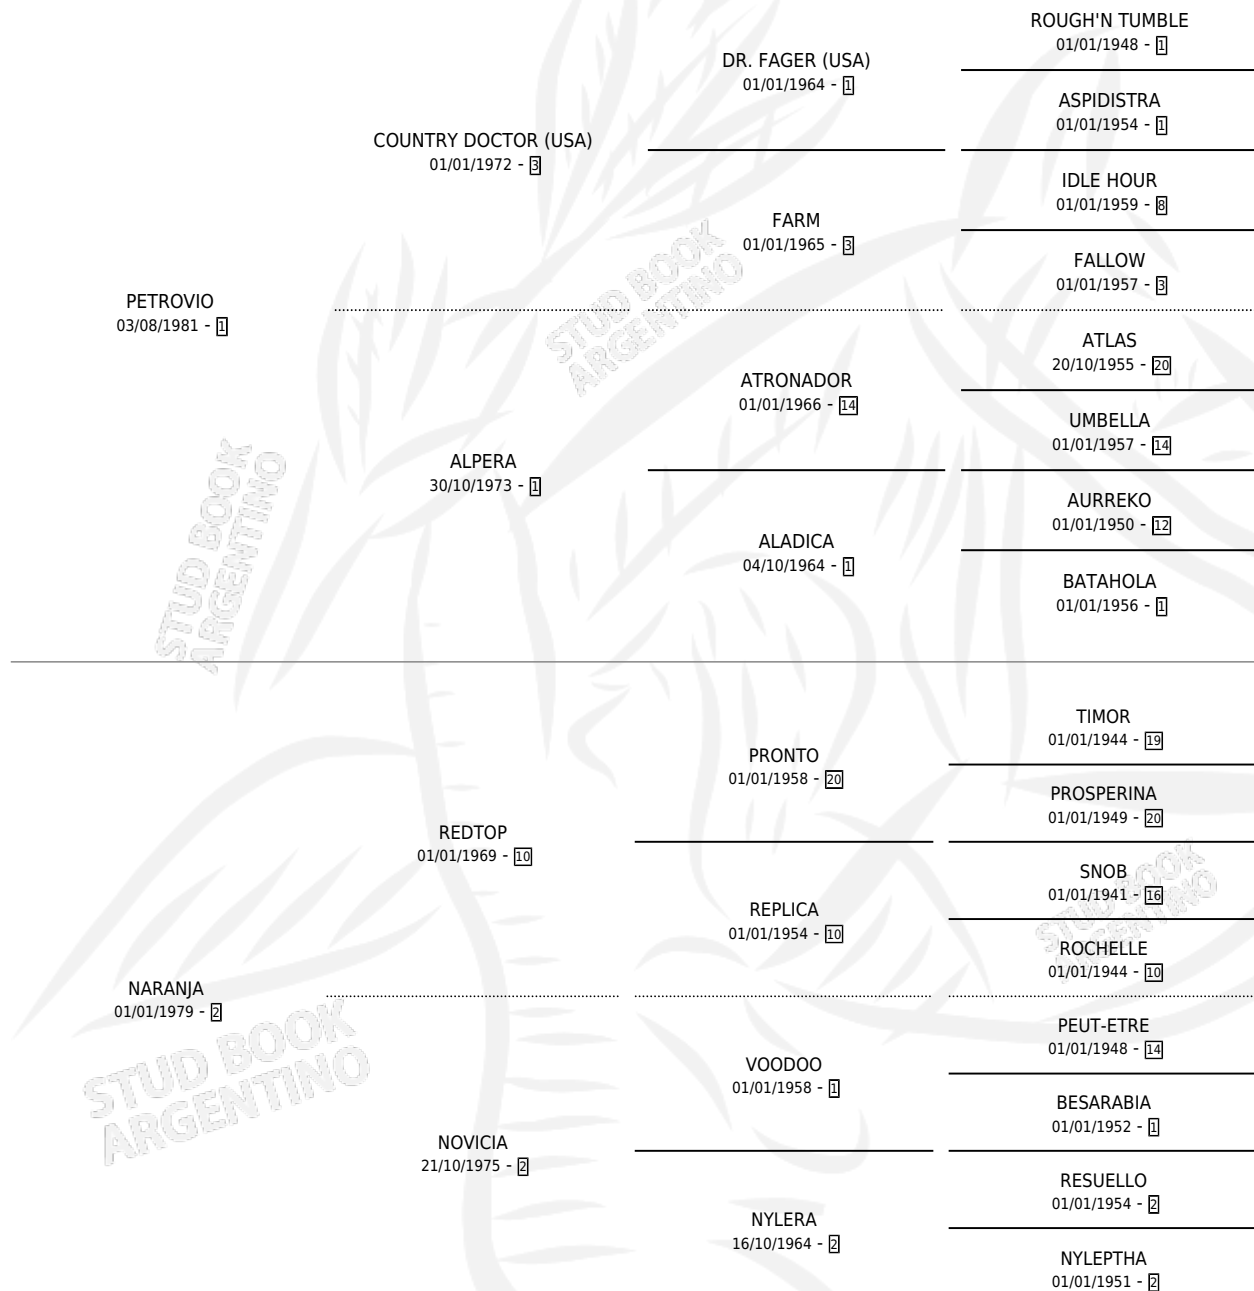 ROUGH'N TUMBLE
01/01/1948 - 1
DR. FAGER (USA)
01/01/1964 - 1
ASPIDISTRA
01/01/1954 - 1
COUNTRY DOCTOR (USA)
01/01/1972 - 3
IDLE HOUR
01/01/1959 - 8
FARM
01/01/1965 - 3
FALLOW
01/01/1957 - 3
PETROVIO
03/08/1981 - 1
STUD BOOK
ARGENTINO
ATLAS
20/10/1955 - 20
ATRONADOR
01/01/1966 - 14
UMBELLA
01/01/1957 - 14
ALPERA
30/10/1973 - 1
AURREKO
01/01/1950 - 12
ALADICA
04/10/1964 - 1
BATAHOLA
01/01/1956 - 1
STUD BOOK
ARGENTINO
TIMOR
01/01/1944 - 19
PRONTO
01/01/1958 - 20
PROSPERINA
01/01/1949 - 20
REDTOP
01/01/1969 - 10
SNOB
01/01/1941 - 16
REPLICA
01/01/1954 - 10
STUD BOOK
ARGENTINO
ROCHELLE
01/01/1944 - 10
NARANJA
01/01/1979 - 2
STUD BOOK
ARGENTINO
PEUT-ETRE
01/01/1948 - 14
VOODOO
01/01/1958 - 1
BESARABIA
01/01/1952 - 1
NOVICIA
21/10/1975 - 2
RESUELLO
01/01/1954 - 2
NYLERA
16/10/1964 - 2
NYLEPTHA
01/01/1951 - 2